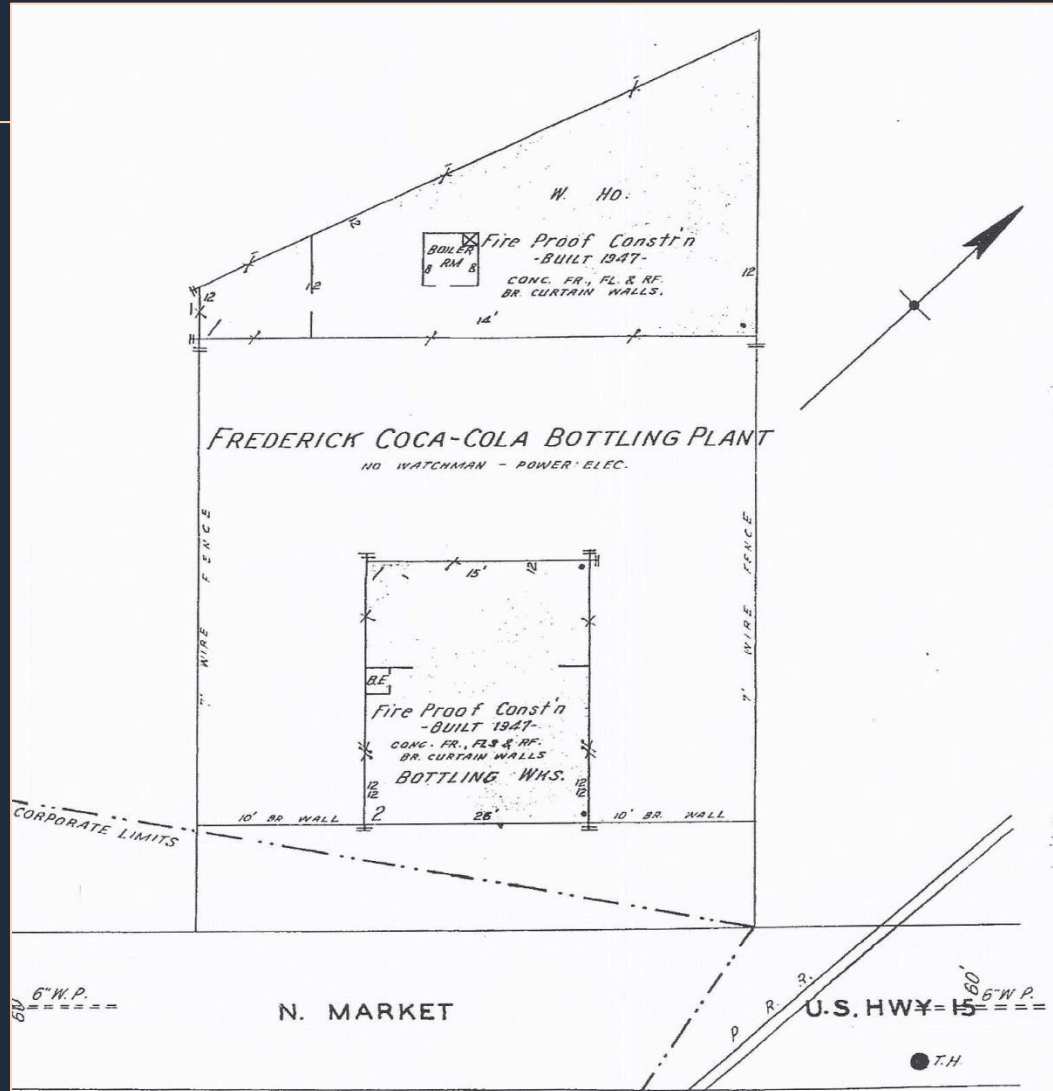 W. HO.
BOILER
RM
8 8
Fire Proof Constr'n
-BUILT 1947-
CONC. FR., FL. & RF.
BR. CURTAIN WALLS.
12
12
12
12
14'
FREDERICK COCA-COLA BOTTLING PLANT
NO WATCHMAN - POWER: ELEC.
7' WIRE FENCE
7' WIRE FENCE
15'
12
B.E.
Fire Proof Const'n
-BUILT 1947-
CONC. FR., FLS & RF.
BR. CURTAIN WALLS
BOTTLING WKS.
12
12
12
12
2
10' BR. WALL
10' BR. WALL
CORPORATE LIMITS
60'
6" W.P.
N. MARKET
P. R. R.
U.S. HWY 15
60'
6" W P.
T.H.